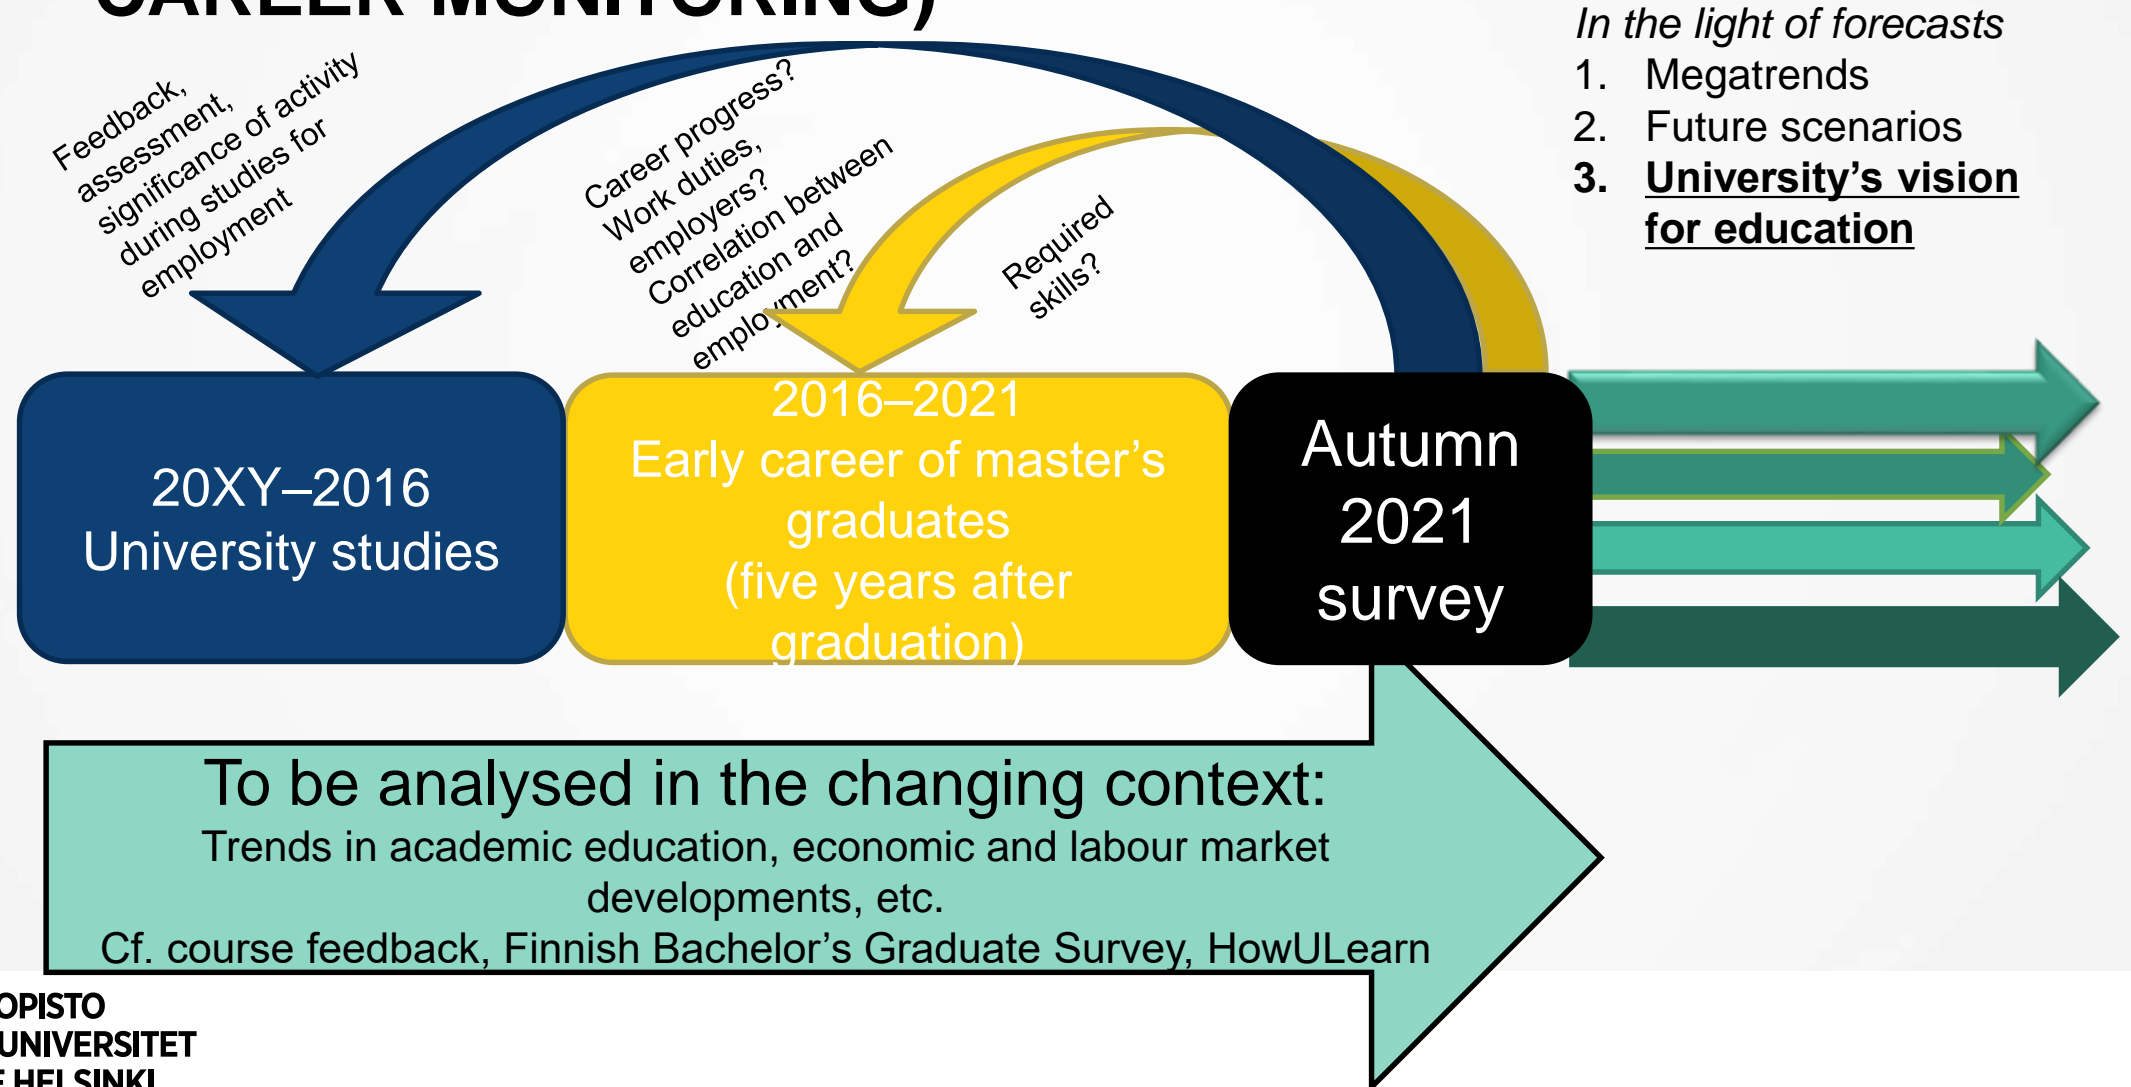 CAREER MONITORING)
Feedback,
assessment,
significance of activity
during studies for
employment
Career progress?
Work duties,
employers?
Correlation between
education and
employment?
Required
skills?
In the light of forecasts
1. Megatrends
2. Future scenarios
3. University’s vision
for education
20XY–2016
University studies
2016–2021
Early career of master’s
graduates
(five years after
graduation)
Autumn
2021
survey
To be analysed in the changing context:
Trends in academic education, economic and labour market
developments, etc.
Cf. course feedback, Finnish Bachelor’s Graduate Survey, HowULearn
OPISTO
UNIVERSITET
HELSINKI